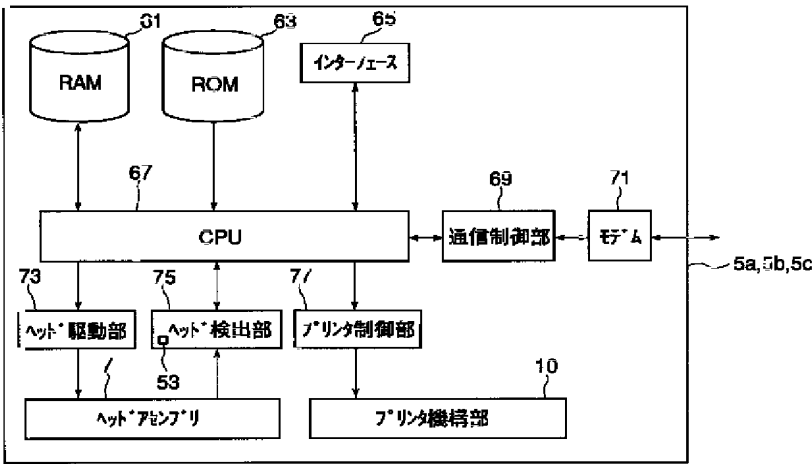 61
63
65
RAM
ROM
インターフェース
67
69
71
CPU
通信制御部
モデム
5a,5b,5c
73
75
77
ヘッド駆動部
ヘッド検出部
プリンタ制御部
53
10
ヘッドアセンブリ
プリンタ機構部